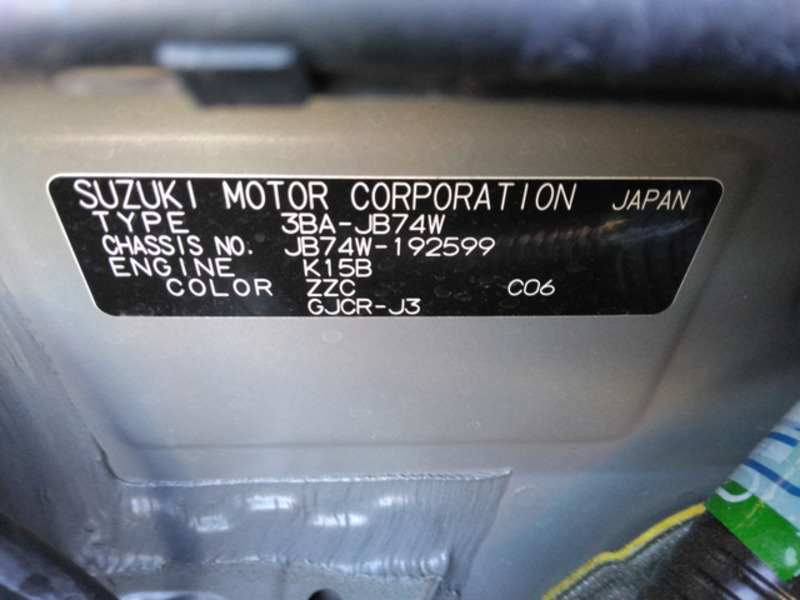 SUZUKI MOTOR CORPORATION JAPAN
TYPE 3BA-JB74W
CHASSIS NO. JB74W-192599
ENGINE K15B
COLOR ZZC C06
GJCR-J3